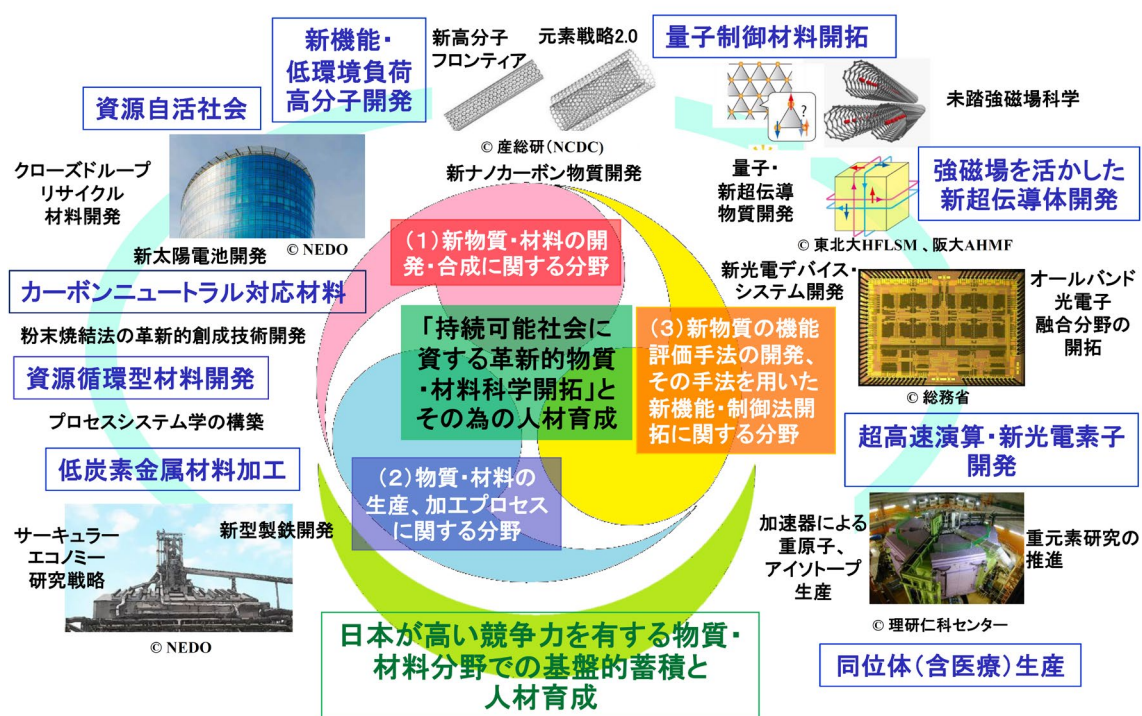 新機能・
低環境負荷
高分子開発
新高分子
フロンティア
元素戦略2.0
© 産総研(NCDC)
新ナノカーボン物質開発
量子制御材料開拓
?
未踏強磁場科学
量子・
新超伝導
物質開発
強磁場を活かした
新超伝導体開発
© 東北大HFLSM 、阪大AHMF
資源自活社会
クローズドループ
リサイクル
材料開発
新太陽電池開発
© NEDO
カーボンニュートラル対応材料
粉末焼結法の革新的創成技術開発
資源循環型材料開発
プロセスシステム学の構築
低炭素金属材料加工
サーキュラー
エコノミー
研究戦略
新型製鉄開発
© NEDO
(1)新物質・材料の開
発・合成に関する分野
「持続可能社会に
資する革新的物質
・材料科学開拓」と
その為の人材育成
(2)物質・材料の
生産、加工プロセス
に関する分野
(3)新物質の機能
評価手法の開発、
その手法を用いた
新機能・制御法開
拓に関する分野
新光電デバイス・
システム開発
オールバンド
光電子
融合分野の
開拓
© 総務省
超高速演算・新光電素子
開発
加速器による
重原子、
アイソトープ
生産
重元素研究の
推進
© 理研仁科センター
同位体(含医療)生産
日本が高い競争力を有する物質・
材料分野での基盤的蓄積と
人材育成